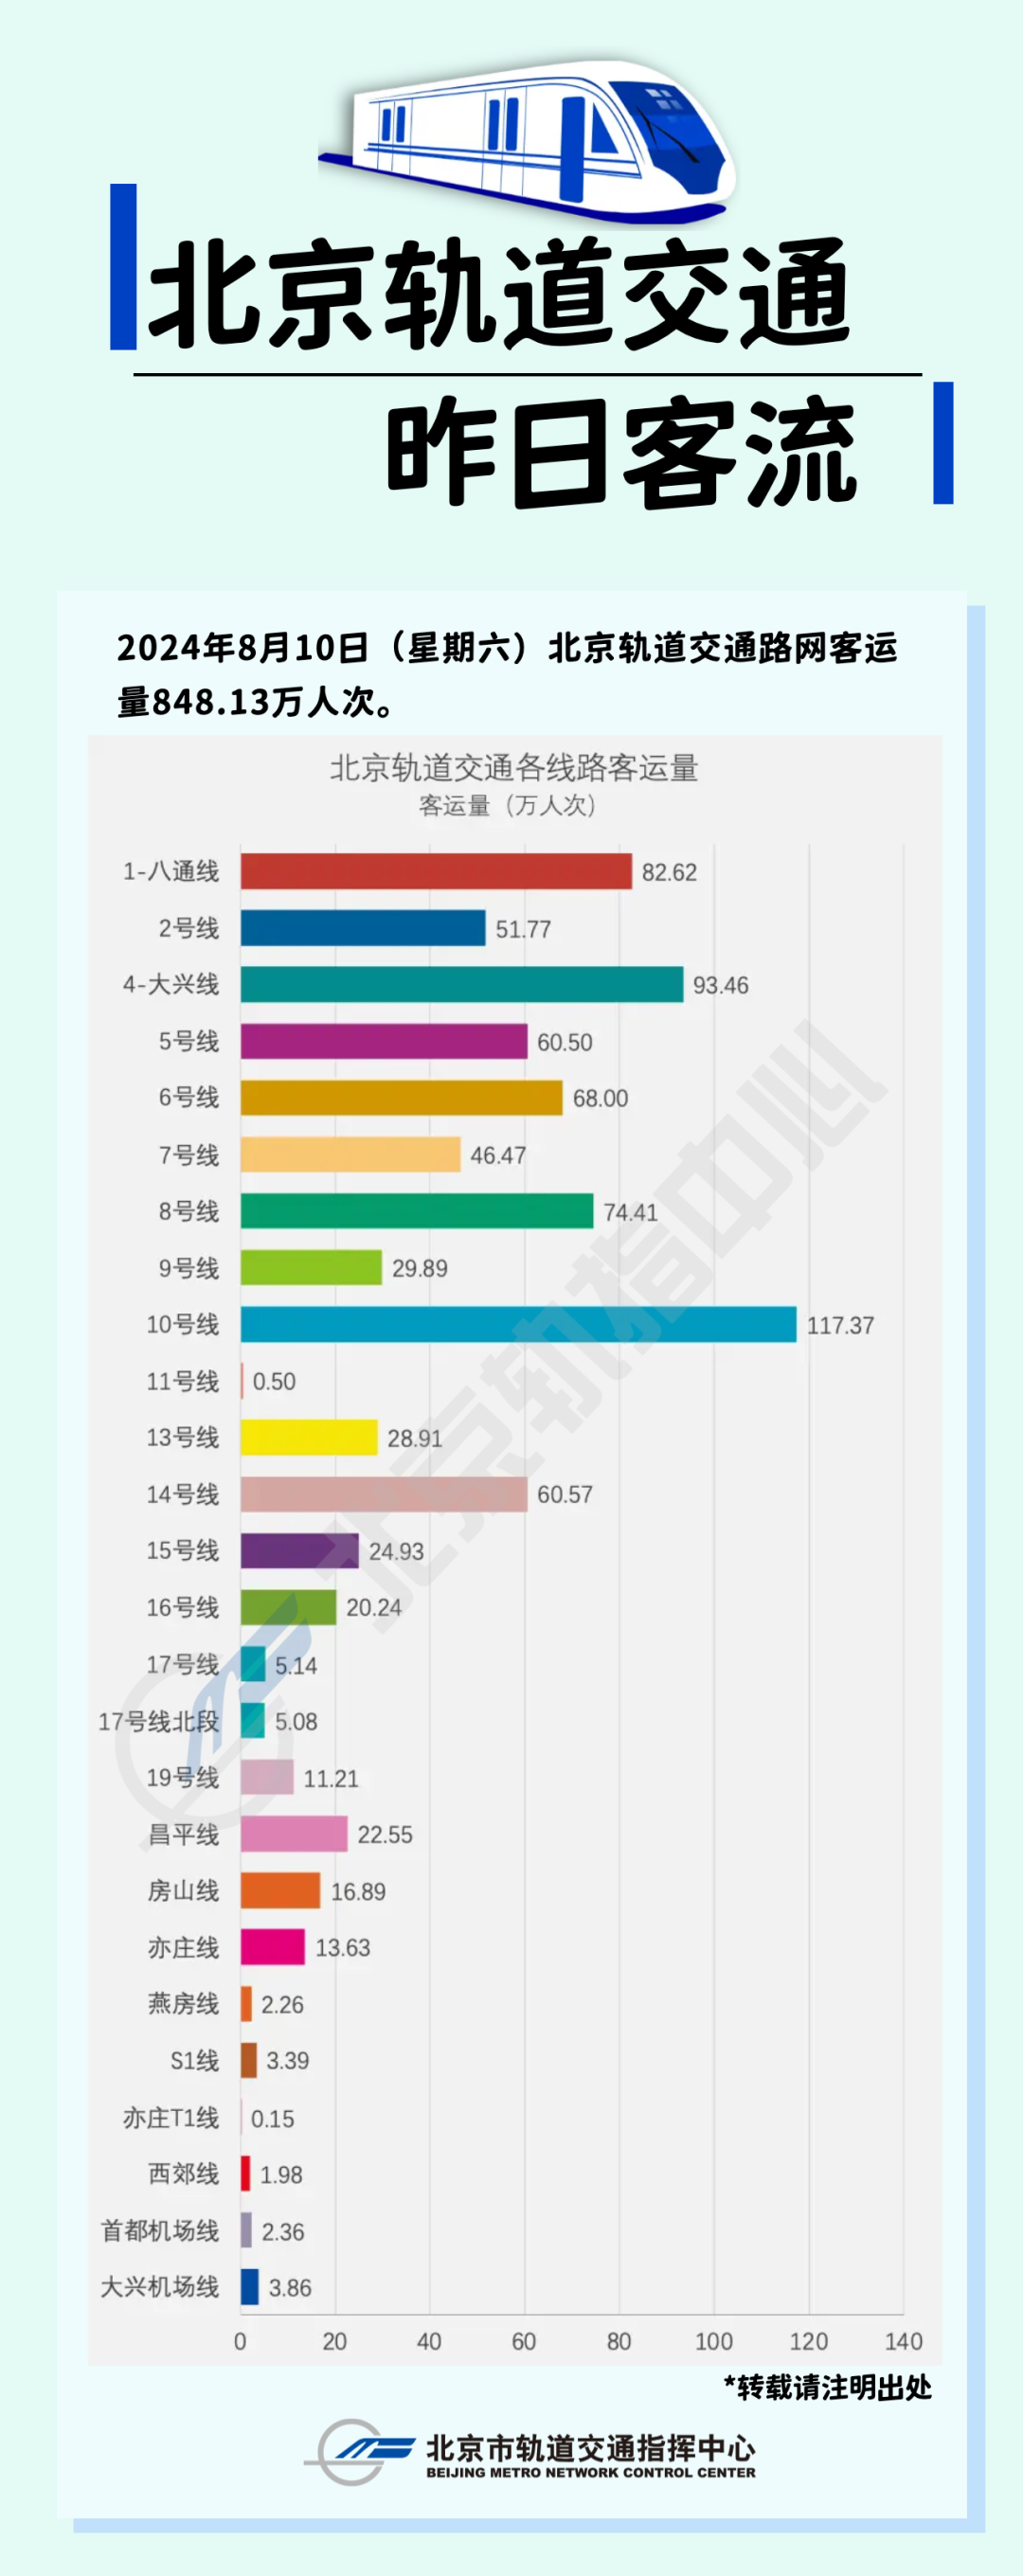 北京轨道交通
昨日客流
2024年8月10日（星期六）北京轨道交通路网客运
量848.13万人次。
北京轨道交通各线路客运量
客运量（万人次）
1-八通线 82.62
2号线 51.77
4-大兴线 93.46
5号线 60.50
6号线 68.00
7号线 46.47
8号线 74.41
9号线 29.89
10号线 117.37
11号线 0.50
13号线 28.91
14号线 60.57
15号线 24.93
16号线 20.24
17号线 5.14
17号线北段 5.08
19号线 11.21
昌平线 22.55
房山线 16.89
亦庄线 13.63
燕房线 2.26
S1线 3.39
亦庄T1线 0.15
西郊线 1.98
首都机场线 2.36
大兴机场线 3.86
0 20 40 60 80 100 120 140
北京轨指中心
*转载请注明出处
北京市轨道交通指挥中心
BEIJING METRO NETWORK CONTROL CENTER